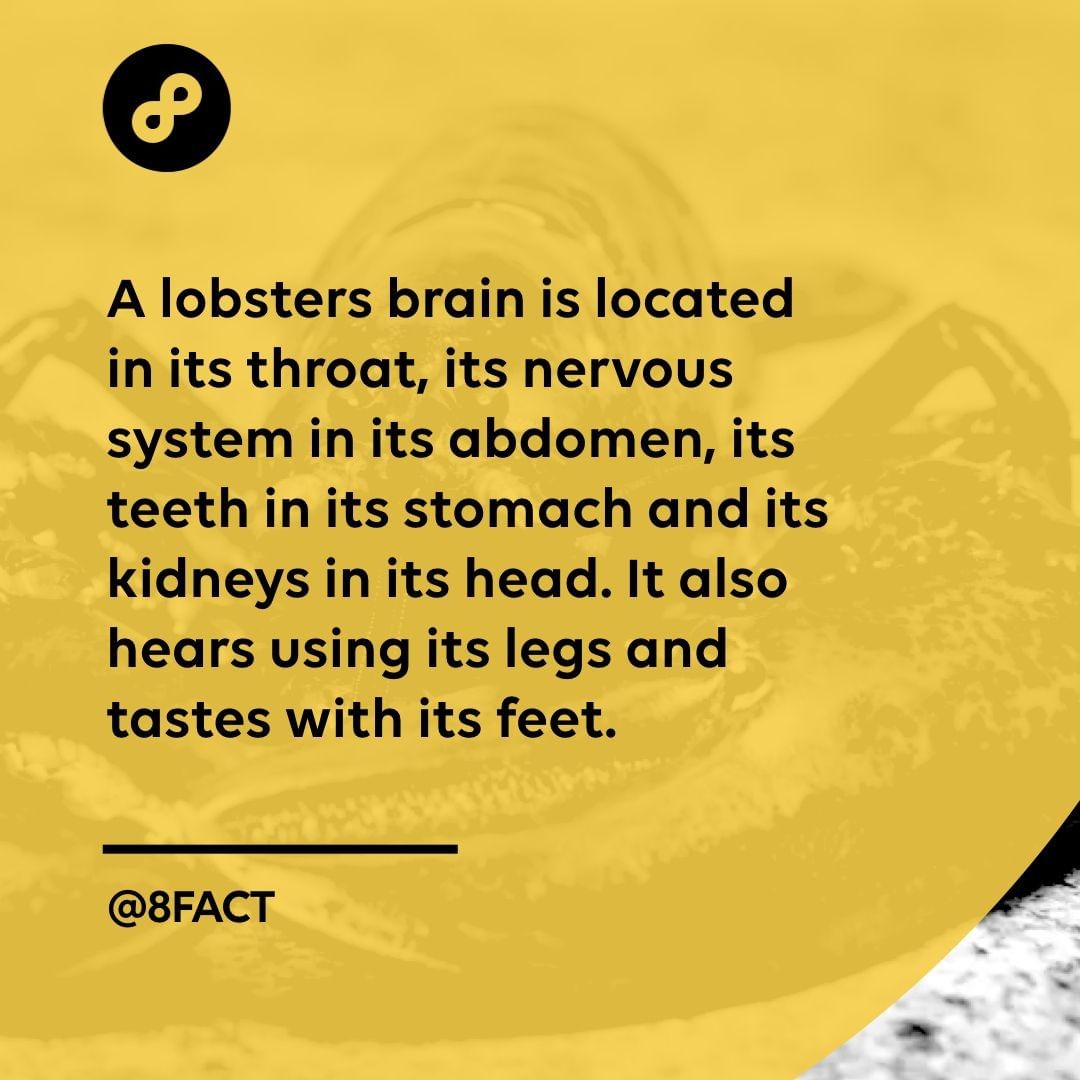 A lobsters brain is located
in its throat, its nervous
system in its abdomen, its
teeth in its stomach and its
kidneys in its head. It also
hears using its legs and
tastes with its feet.
@8FACT